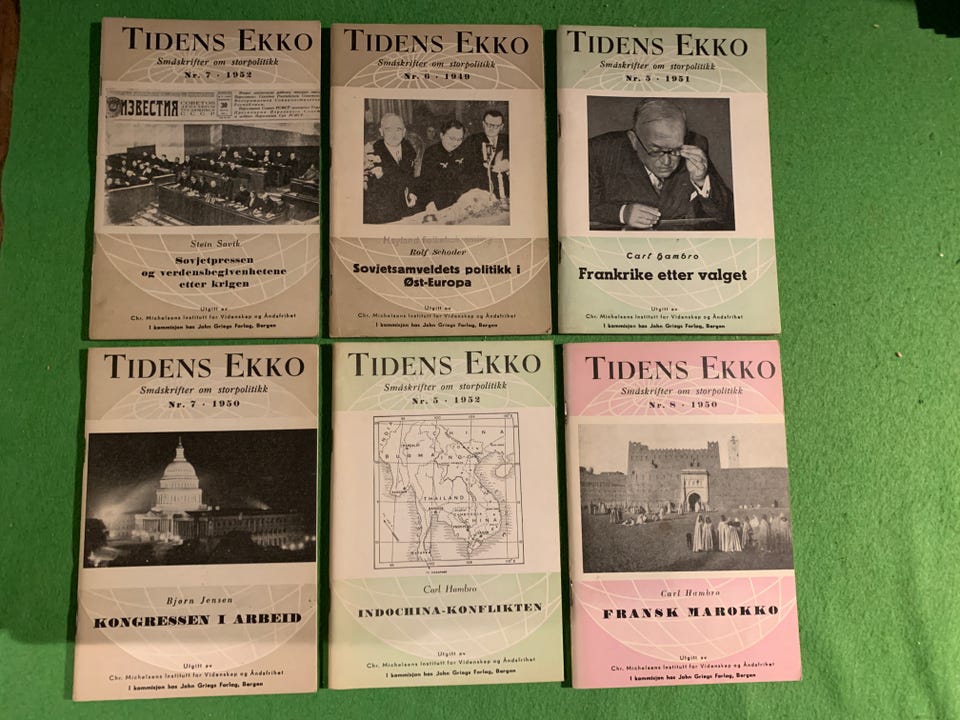 TIDENS EKKO
Småskrifter om storpolitikk
Nr. 7 · 1952
ИЗВЕСТИЯ
Stein Savik
Sovjetpressen
og verdensbegivenhetene
etter krigen
Utgitt av
Chr. Michelsens Institutt for Videnskap og Åndsfrihet
I kommisjon hos John Griegs Forlag, Bergen
TIDENS EKKO
Småskrifter om storpolitikk
Nr. 6 · 1949
Høyland Folkeboksamling
Rolf Schoder
Sovjetsamveldets politikk i
Øst-Europa
Utgitt av
Chr. Michelsens Institutt for Videnskap og Åndsfrihet
I kommisjon hos John Griegs Forlag, Bergen
TIDENS EKKO
Småskrifter om storpolitikk
Nr. 5 · 1951
Carl Hambro
Frankrike etter valget
Utgitt av
Chr. Michelsens Institutt for Videnskap og Åndsfrihet
I kommisjon hos John Griegs Forlag, Bergen
TIDENS EKKO
Småskrifter om storpolitikk
Nr. 7 · 1950
Bjørn Jensen
KONGRESSEN I ARBEID
Utgitt av
Chr. Michelsens Institutt for Videnskap og Åndsfrihet
I kommisjon hos John Griegs Forlag, Bergen
TIDENS EKKO
Småskrifter om storpolitikk
Nr. 5 · 1952
INDIA
CHINA
BURMA
THAILAND
Carl Hambro
INDOCHINA-KONFLIKTEN
Utgitt av
Chr. Michelsens Institutt for Videnskap og Åndsfrihet
I kommisjon hos John Griegs Forlag, Bergen
TIDENS EKKO
Småskrifter om storpolitikk
Nr. 8 · 1950
Carl Hambro
FRANSK MAROKKO
Utgitt av
Chr. Michelsens Institutt for Videnskap og Åndsfrihet
I kommisjon hos John Griegs Forlag, Bergen